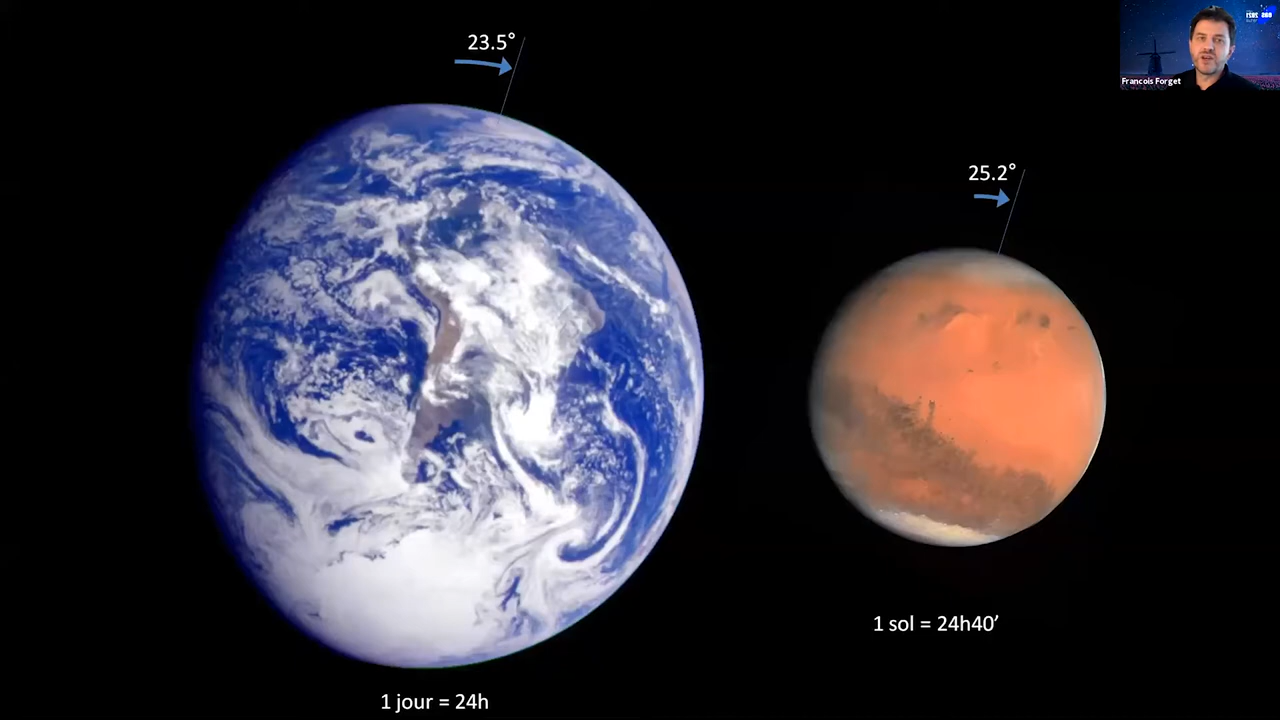 23.5°
25.2°
Francois Forget
1 sol = 24h40’
1 jour = 24h